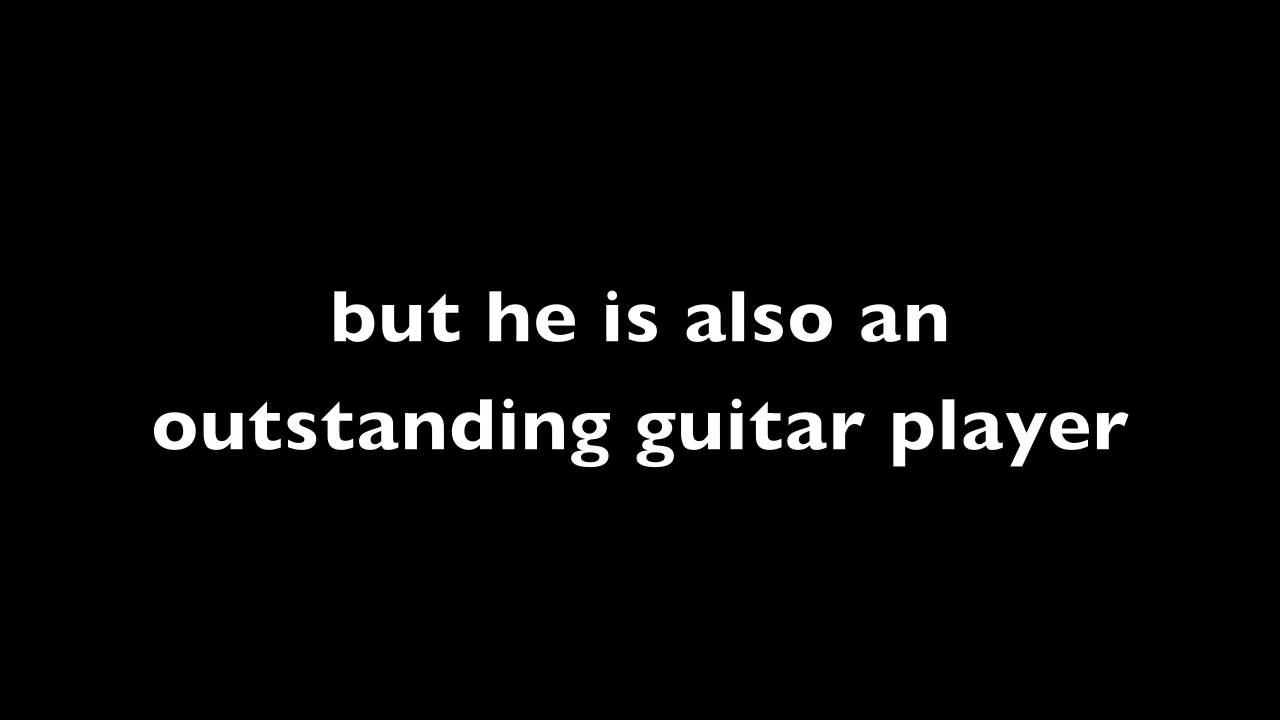 but he is also an
outstanding guitar player